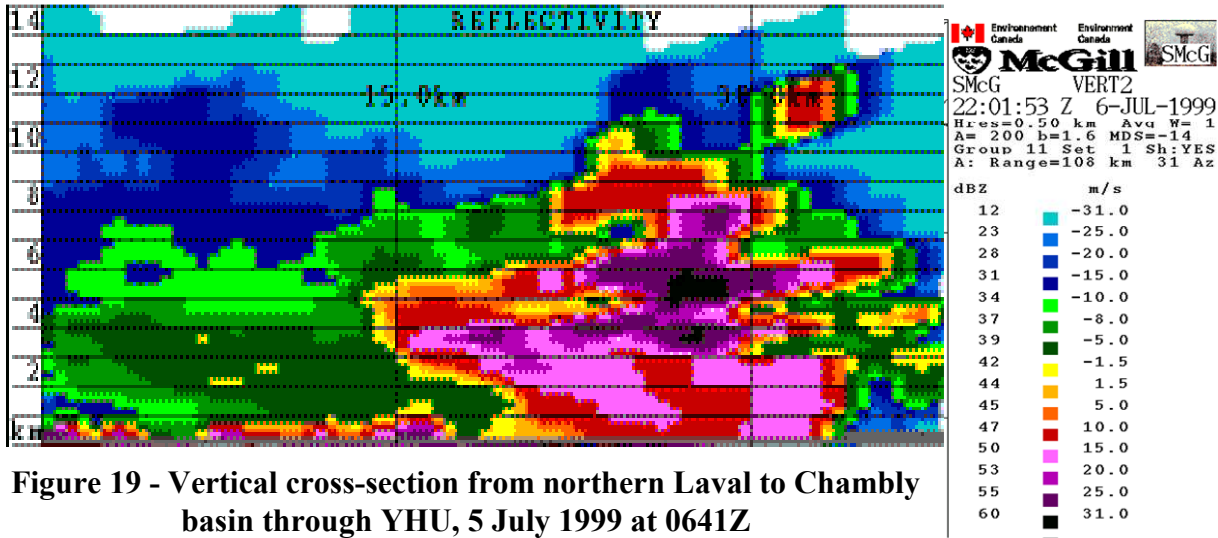 REFLECTIVITY
14
12
10
8
6
4
2
km
15.0km
30.0km
Environnement Canada
Environment Canada
McGill
SMcG
SMcG VERT2
22:01:53 Z 6-JUL-1999
Hres=0.50 km Avg W= 1
A= 200 b=1.6 MDS=-14
Group 11 Set 1 Sh:YES
A: Range=108 km 31 Az
dBZ m/s
12 -31.0
23 -25.0
28 -20.0
31 -15.0
34 -10.0
37 -8.0
39 -5.0
42 -1.5
44 1.5
45 5.0
47 10.0
50 15.0
53 20.0
55 25.0
60 31.0
Figure 19 - Vertical cross-section from northern Laval to Chambly
basin through YHU, 5 July 1999 at 0641Z